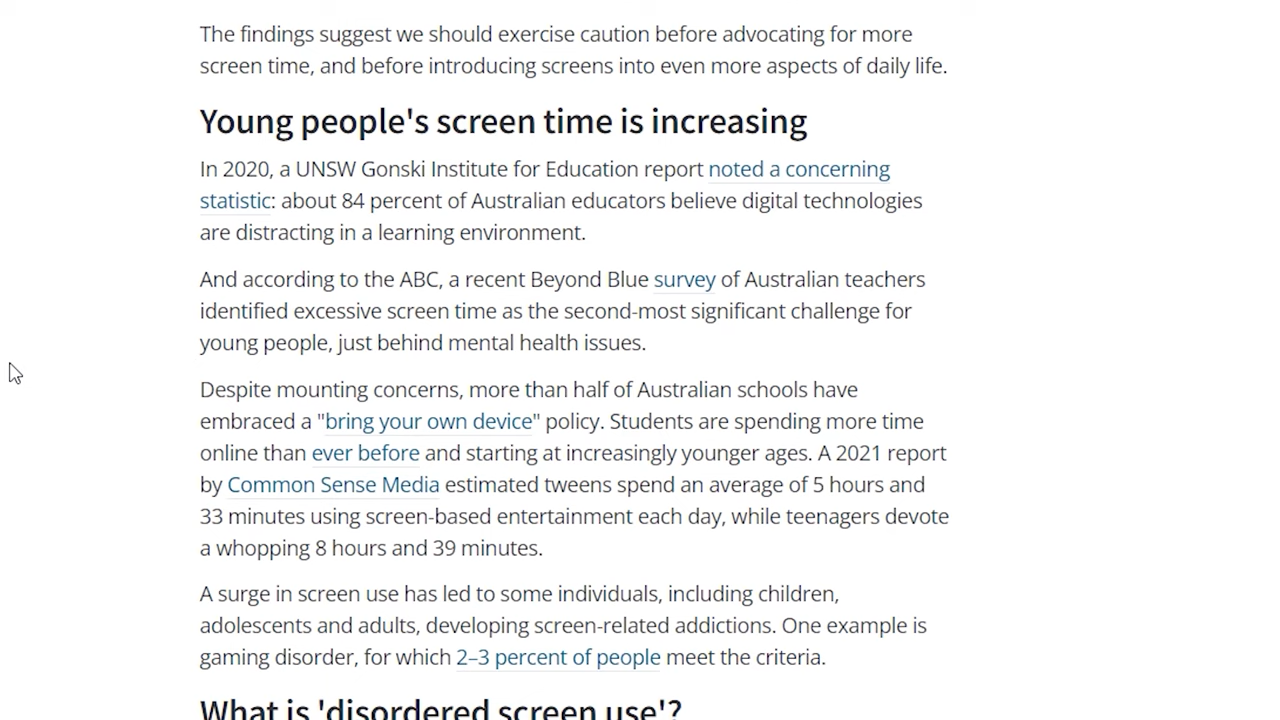 The findings suggest we should exercise caution before advocating for more
screen time, and before introducing screens into even more aspects of daily life.
Young people's screen time is increasing
In 2020, a UNSW Gonski Institute for Education report noted a concerning
statistic: about 84 percent of Australian educators believe digital technologies
are distracting in a learning environment.
And according to the ABC, a recent Beyond Blue survey of Australian teachers
identified excessive screen time as the second-most significant challenge for
young people, just behind mental health issues.
Despite mounting concerns, more than half of Australian schools have
embraced a "bring your own device" policy. Students are spending more time
online than ever before and starting at increasingly younger ages. A 2021 report
by Common Sense Media estimated tweens spend an average of 5 hours and
33 minutes using screen-based entertainment each day, while teenagers devote
a whopping 8 hours and 39 minutes.
A surge in screen use has led to some individuals, including children,
adolescents and adults, developing screen-related addictions. One example is
gaming disorder, for which 2–3 percent of people meet the criteria.
What is 'disordered screen use'?